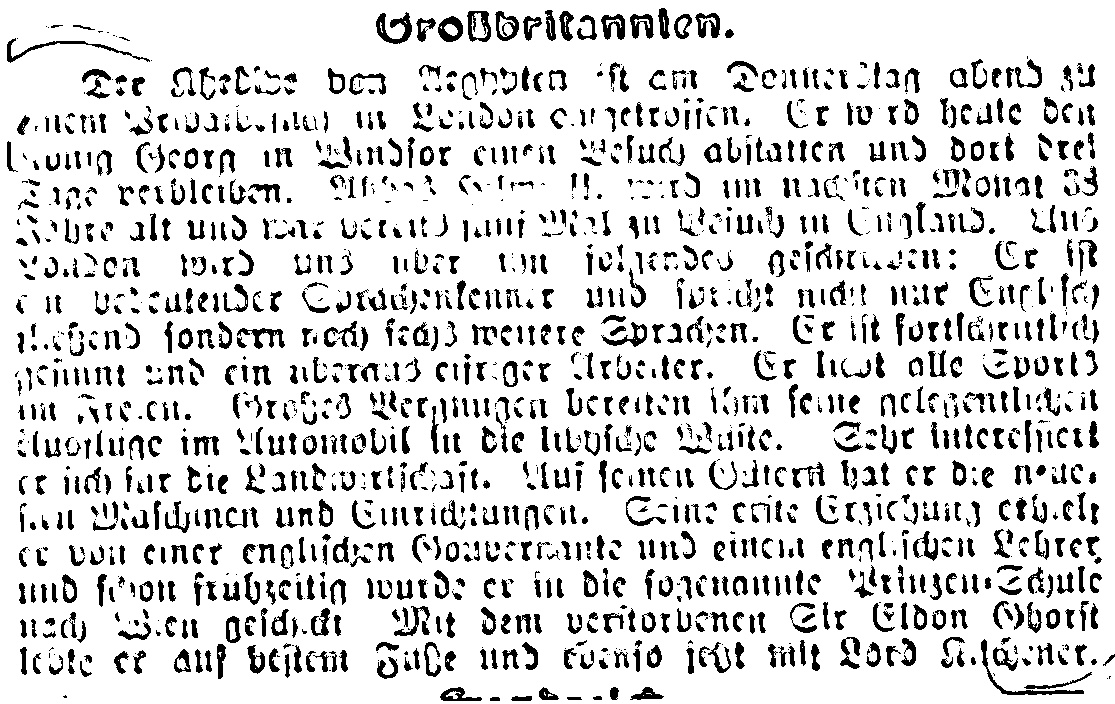 Großbritannien.
Der Khedive von Aegypten ist am Donnerstag abend zu
einem Privatbesuch in London eingetroffen. Er wird heute den
König Georg in Windsor einen Besuch abstatten und dort drei
Tage verbleiben. Abbas Hilmi II. wird im nächsten Monat 38
Jahre alt und war bereits fünf Mal zu Besuch in England. Aus
London wird uns über ihn folgendes geschrieben: Er ist
ein bedeutender Sprachenkenner und spricht nicht nur Englisch
fließend sondern noch sechs weitere Sprachen. Er ist fortschrittlich
gesinnt und ein überaus eifriger Arbeiter. Er liebt alle Sports
im Freien. Großes Vergnügen bereiten ihm seine gelegentlichen
Ausflüge im Automobil in die libysche Wüste. Sehr interessiert
er sich für die Landwirtschaft. Auf seinen Gütern hat er die neue-
sten Maschinen und Einrichtungen. Seine erste Erziehung erhielt
er von einer englischen Gouvernante und einem englischen Lehrer
und schon frühzeitig wurde er in die sogenannte Prinzen-Schule
nach Wien geschickt Mit dem verstorbenen Sir Eldon Ghorst
lebte er auf bestem Fuße und ebenso jetzt mit Lord Kitchener.